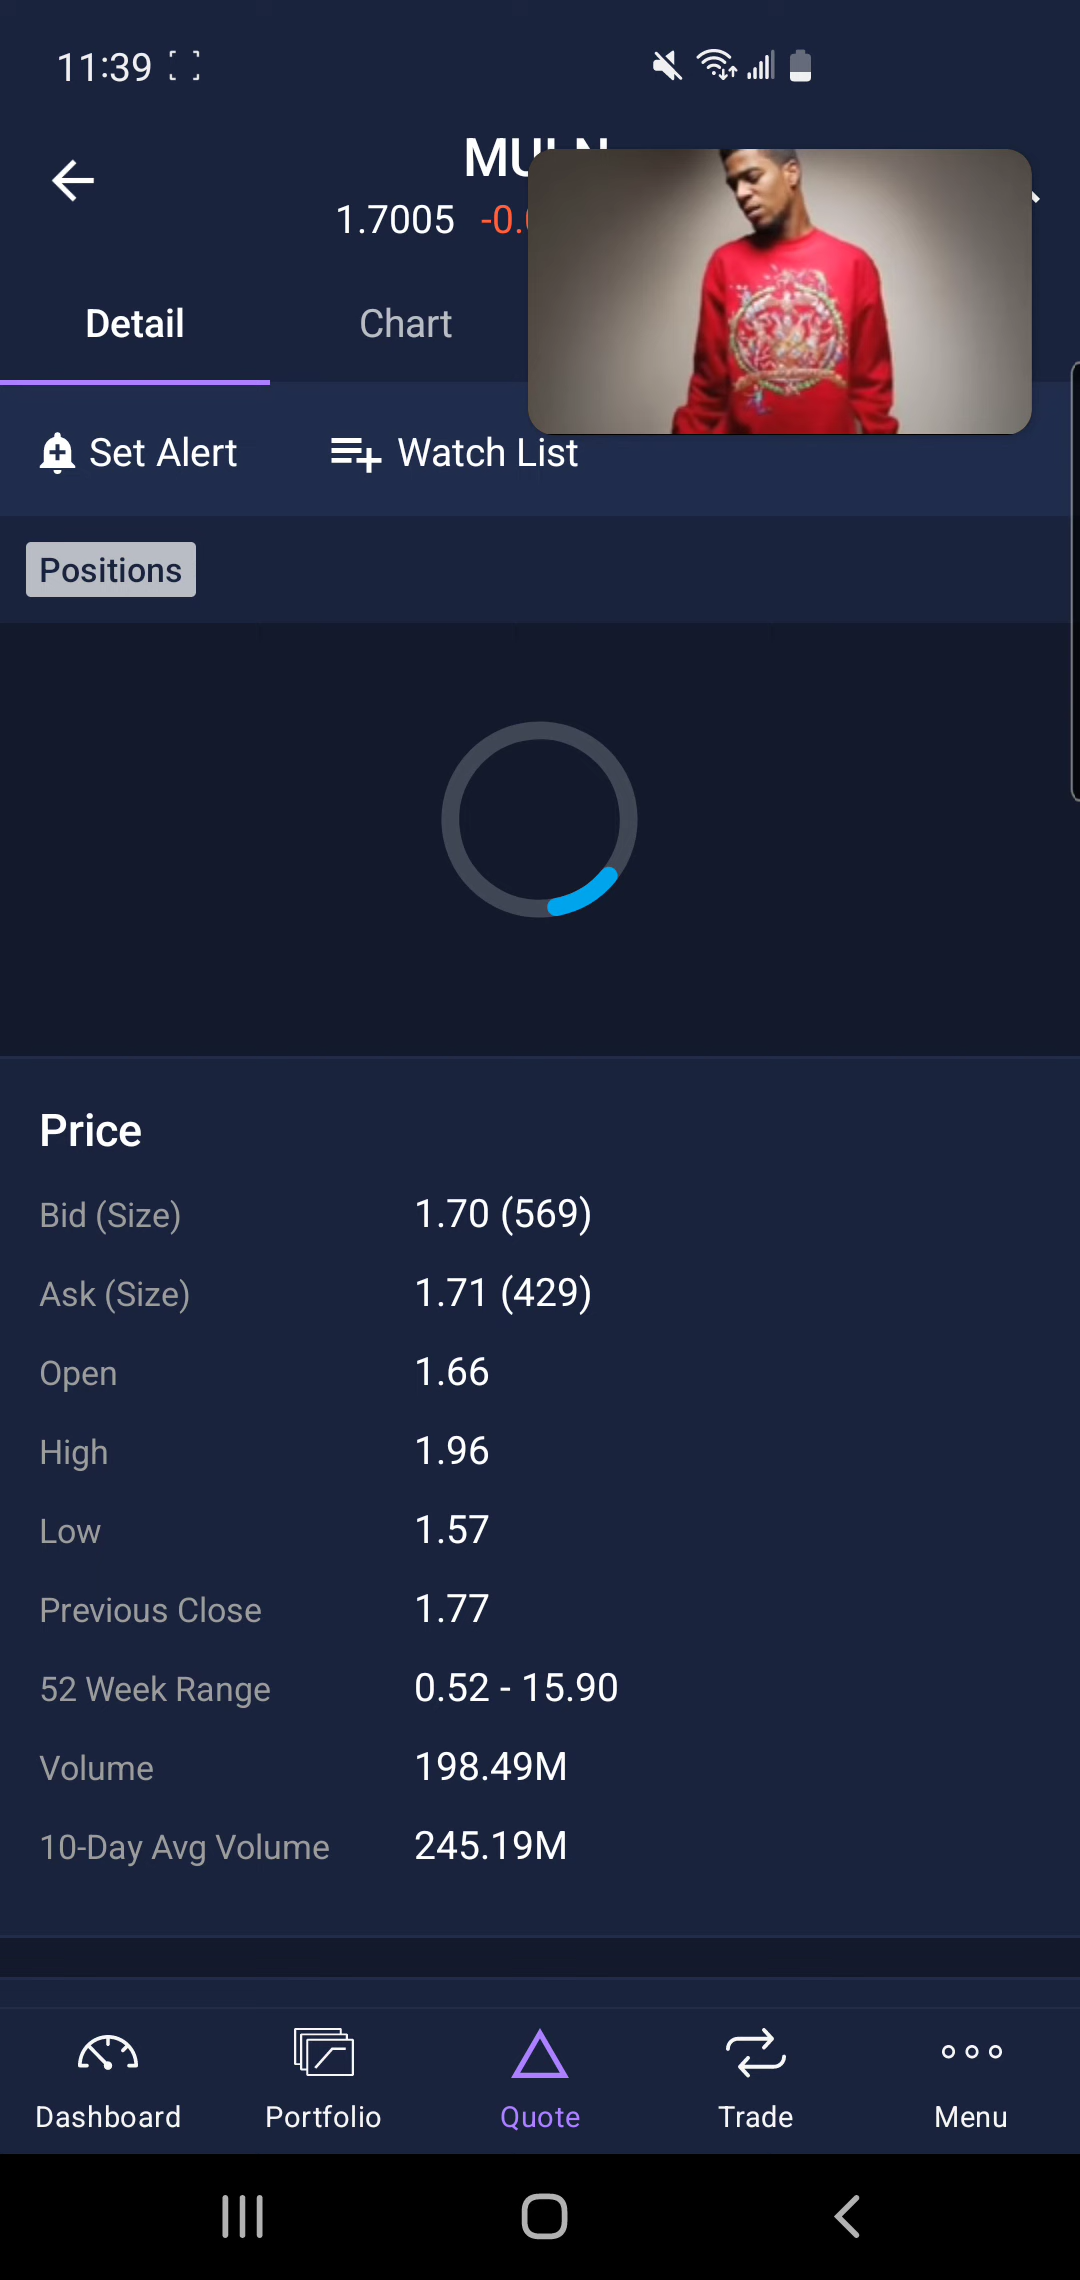 11:39
1.7005 -0.
Detail Chart
Set Alert Watch List
Positions
Price
Bid (Size) 1.70 (569)
Ask (Size) 1.71 (429)
Open 1.66
High 1.96
Low 1.57
Previous Close 1.77
52 Week Range 0.52 - 15.90
Volume 198.49M
10-Day Avg Volume 245.19M
Dashboard Portfolio Quote Trade Menu